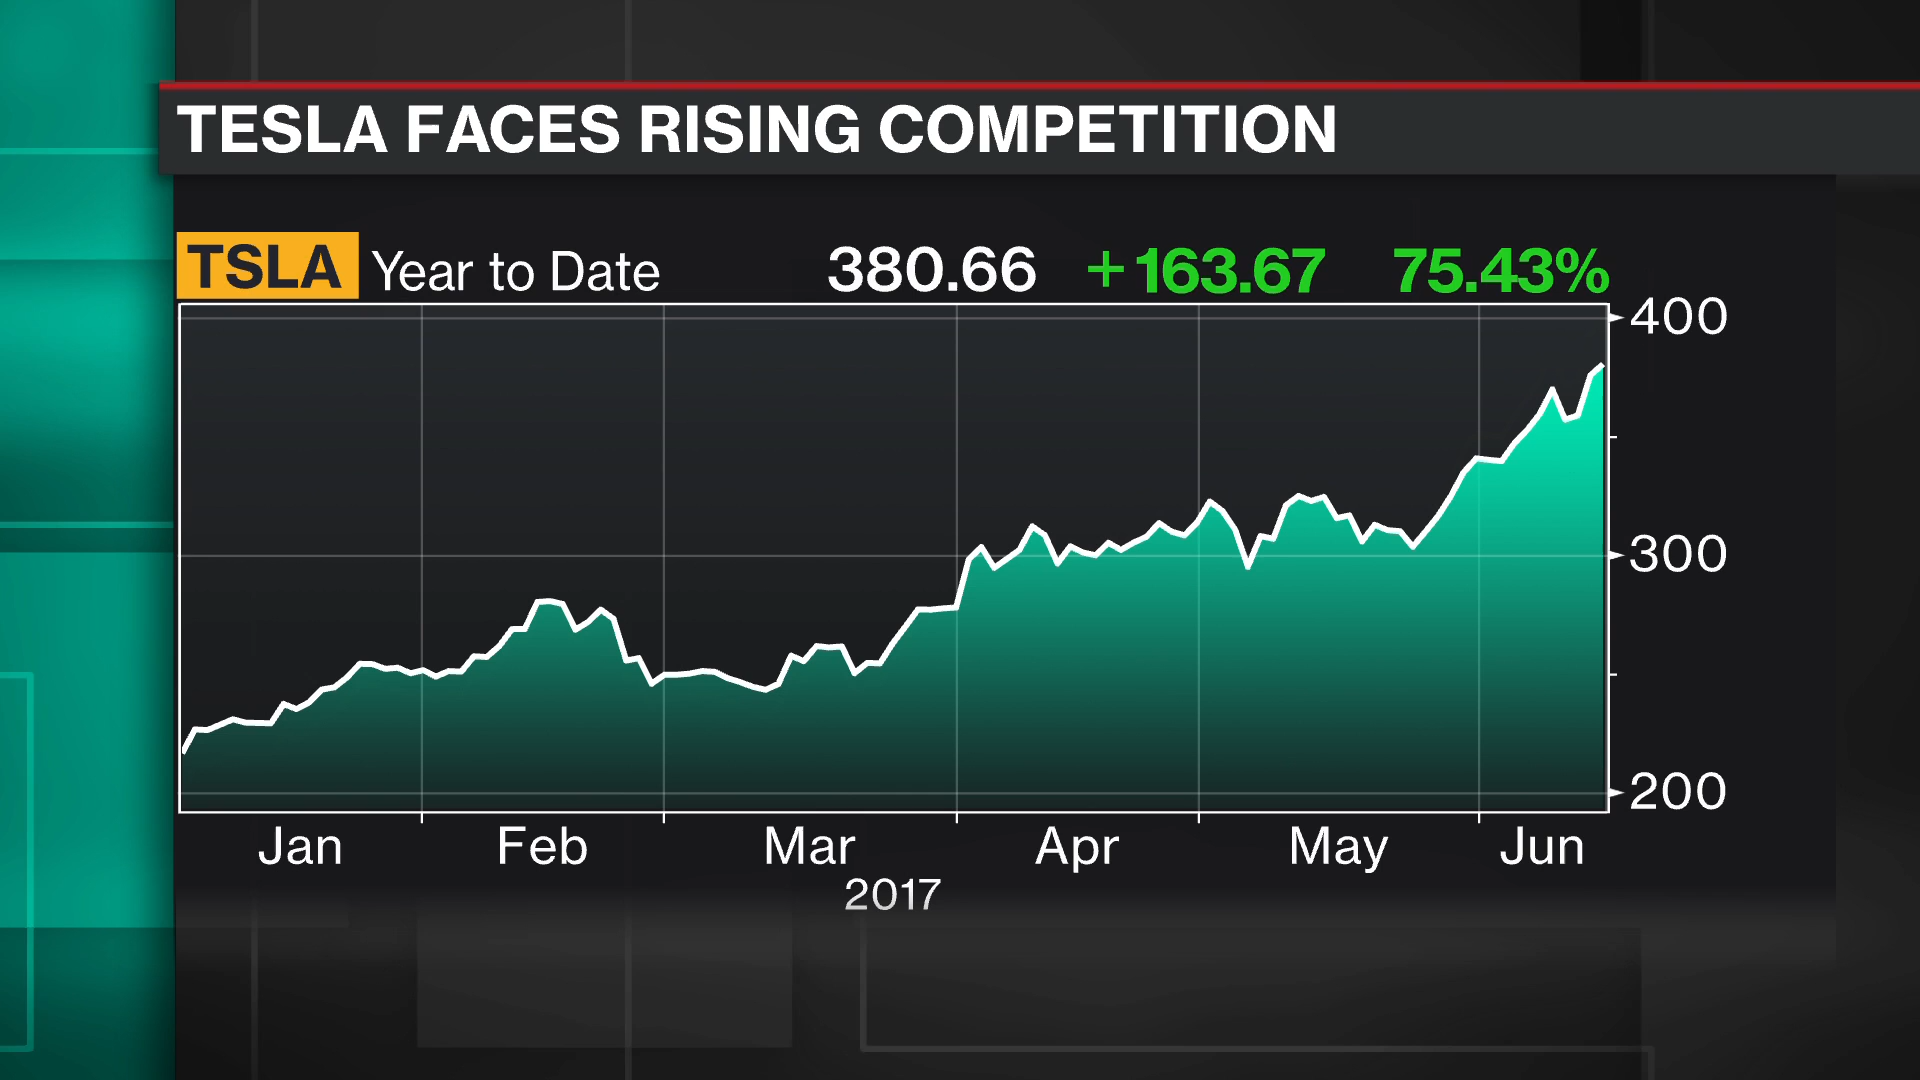 TESLA FACES RISING COMPETITION
TSLA Year to Date 380.66 +163.67 75.43%
400
300
200
Jan Feb Mar Apr May Jun
2017